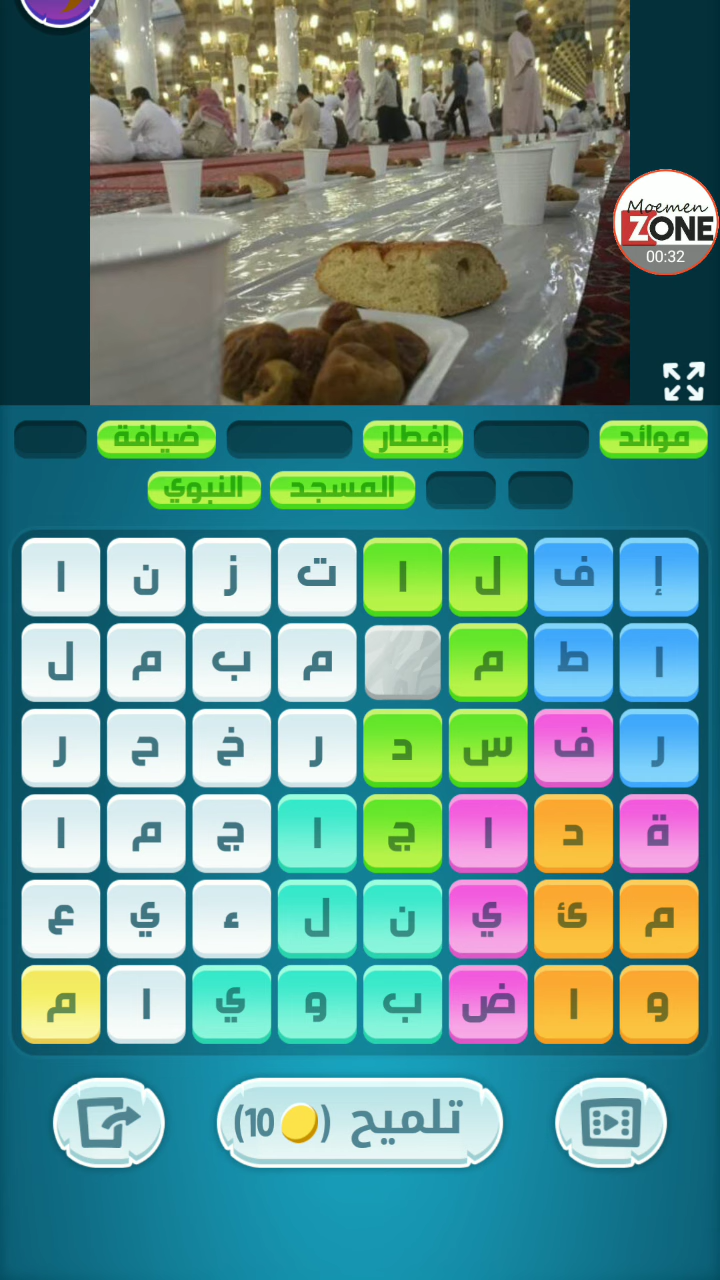 Moemen
ZONE
00:32
موائد إفطار ضيافة
المسجد النبوي
إ ف ل ا ت ز ن ا
ا ط م م ب م ل
ر ف س د ر خ ح ر
ة د ا ج ا ج م ا
م ئ ي ن ل ء ي ع
و ا ض ب و ي ا م
تلميح (10)